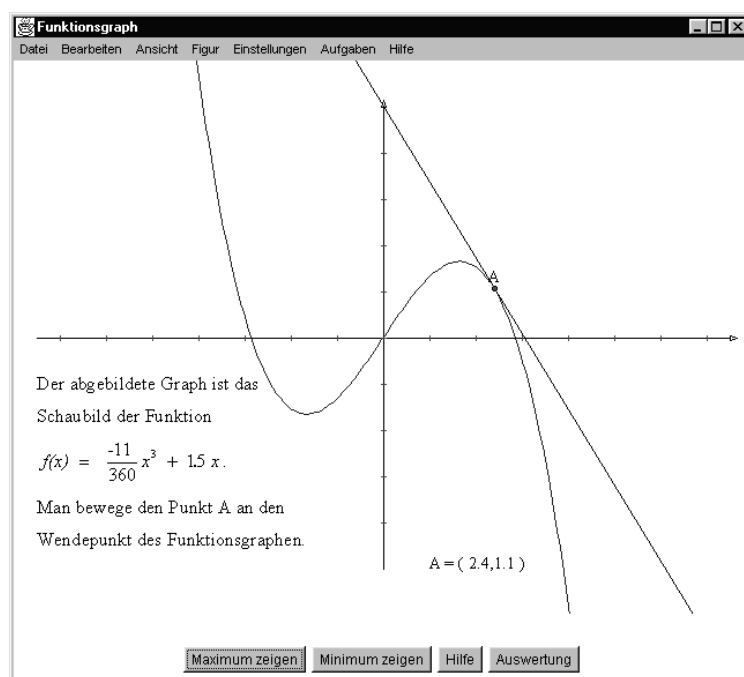 Funktionsgraph
Datei Bearbeiten Ansicht Figur Einstellungen Aufgaben Hilfe
A
Der abgebildete Graph ist das
Schaubild der Funktion
f(x) = -11/360 x³ + 1.5 x.
Man bewege den Punkt A an den
Wendepunkt des Funktionsgraphen.
A = ( 2.4,1.1 )
Maximum zeigen Minimum zeigen Hilfe Auswertung